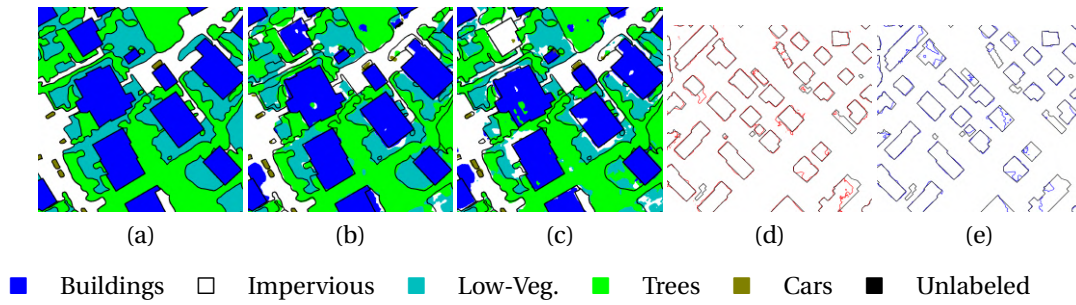 (a) (b) (c) (d) (e)
Buildings Impervious Low-Veg. Trees Cars Unlabeled